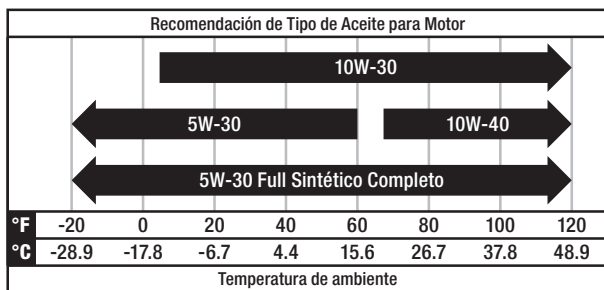 Recomendación de Tipo de Aceite para Motor
10W-30
5W-30 10W-40
5W-30 Full Sintético Completo
°F -20 0 20 40 60 80 100 120
°C -28.9 -17.8 -6.7 4.4 15.6 26.7 37.8 48.9
Temperatura de ambiente